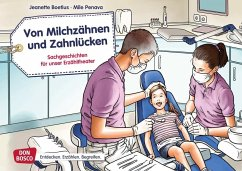 Jeanette Boetius · Mile Penava
Von Milchzähnen
und Zahnlücken
Sachgeschichten
für unser Erzähltheater
DON
BOSCO
Entdecken. Erzählen. Begreifen.